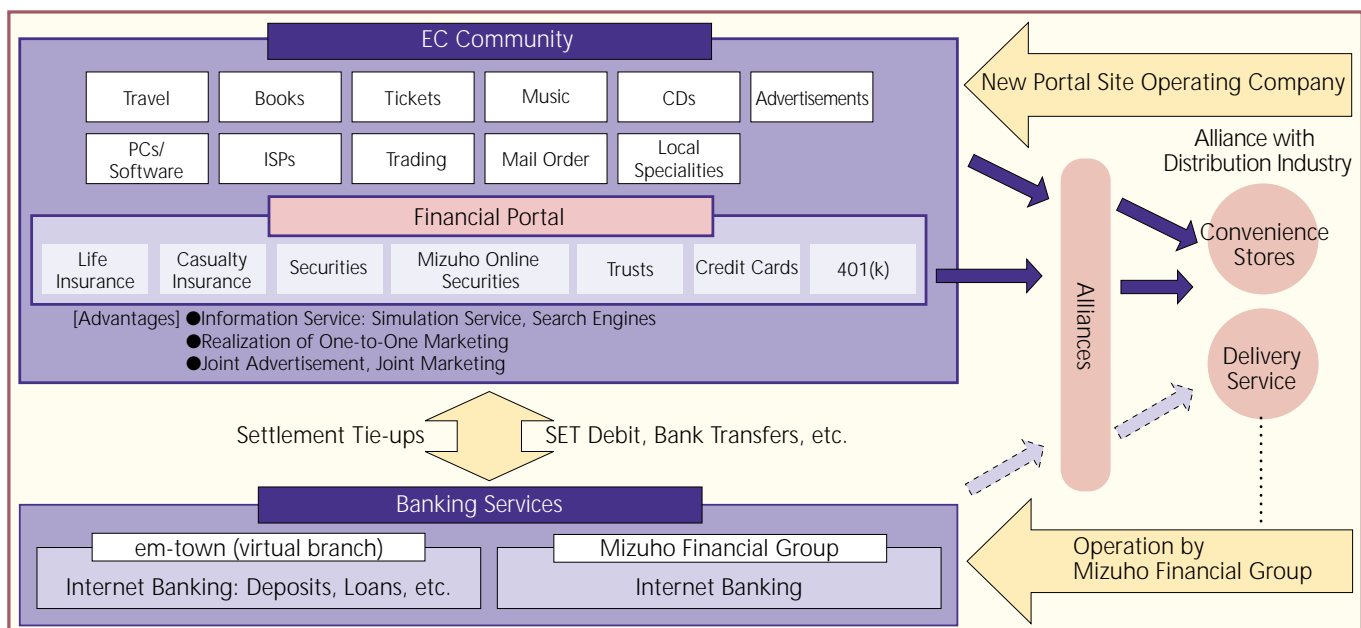 EC Community
New Portal Site Operating Company
Travel
Books
Tickets
Music
CDs
Advertisements
PCs/
Software
ISPs
Trading
Mail Order
Local
Specialities
Alliance with
Distribution Industry
Financial Portal
Life
Insurance
Casualty
Insurance
Securities
Mizuho Online
Securities
Trusts
Credit Cards
401(k)
[Advantages] ●Information Service: Simulation Service, Search Engines
●Realization of One-to-One Marketing
●Joint Advertisement, Joint Marketing
Alliances
Convenience
Stores
Delivery
Service
Settlement Tie-ups
SET Debit, Bank Transfers, etc.
Banking Services
em-town (virtual branch)
Internet Banking: Deposits, Loans, etc.
Mizuho Financial Group
Internet Banking
Operation by
Mizuho Financial Group